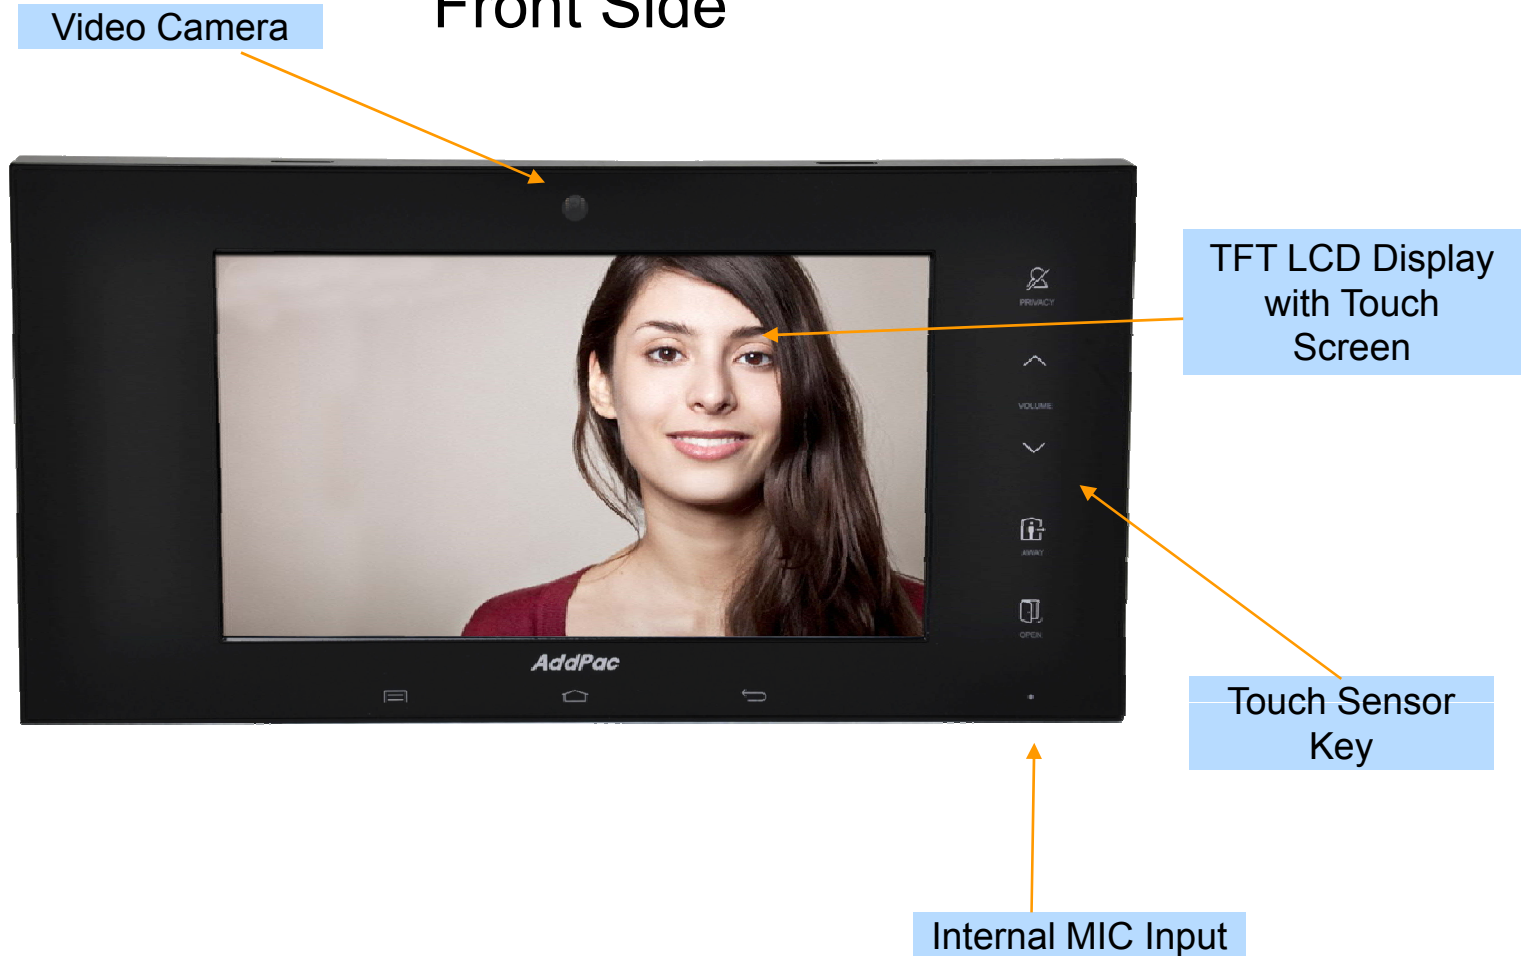 Front Side
Video Camera
TFT LCD Display
with Touch
Screen
PRIVACY
VOLUME
AWAY
OPEN
AddPac
Touch Sensor
Key
Internal MIC Input